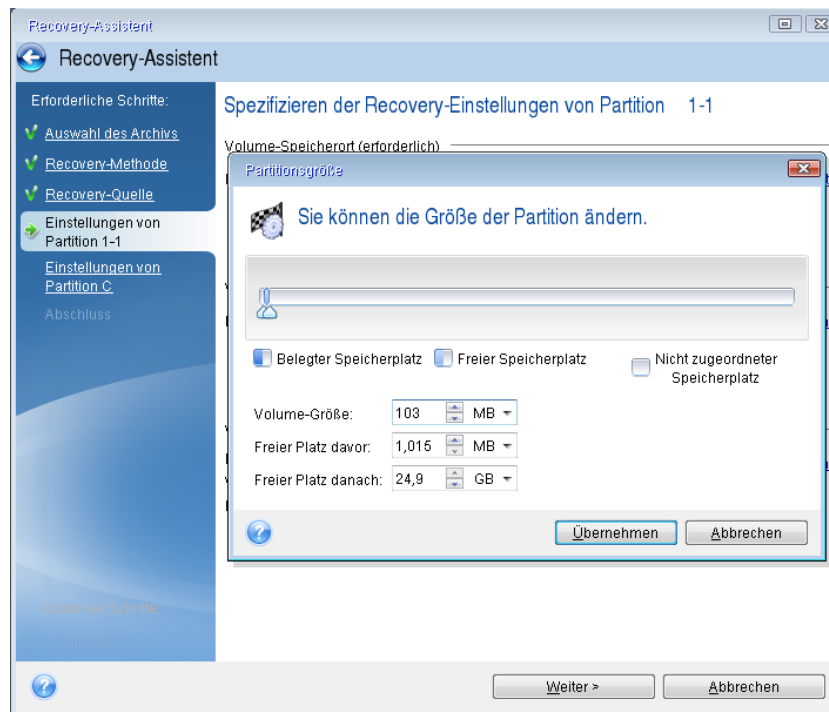 Recovery-Assistent
Recovery-Assistent
Erforderliche Schritte:
Auswahl des Archivs
Recovery-Methode
Recovery-Quelle
Einstellungen von
Partition 1-1
Einstellungen von
Partition C
Abschluss
Spezifizieren der Recovery-Einstellungen von Partition 1-1
Volume-Speicherort (erforderlich)
Partitionsgröße
Sie können die Größe der Partition ändern.
Belegter Speicherplatz
Freier Speicherplatz
Nicht zugeordneter
Speicherplatz
Volume-Größe: 103 MB
Freier Platz davor: 1,015 MB
Freier Platz danach: 24,9 GB
Übernehmen
Abbrechen
Weiter >
Abbrechen